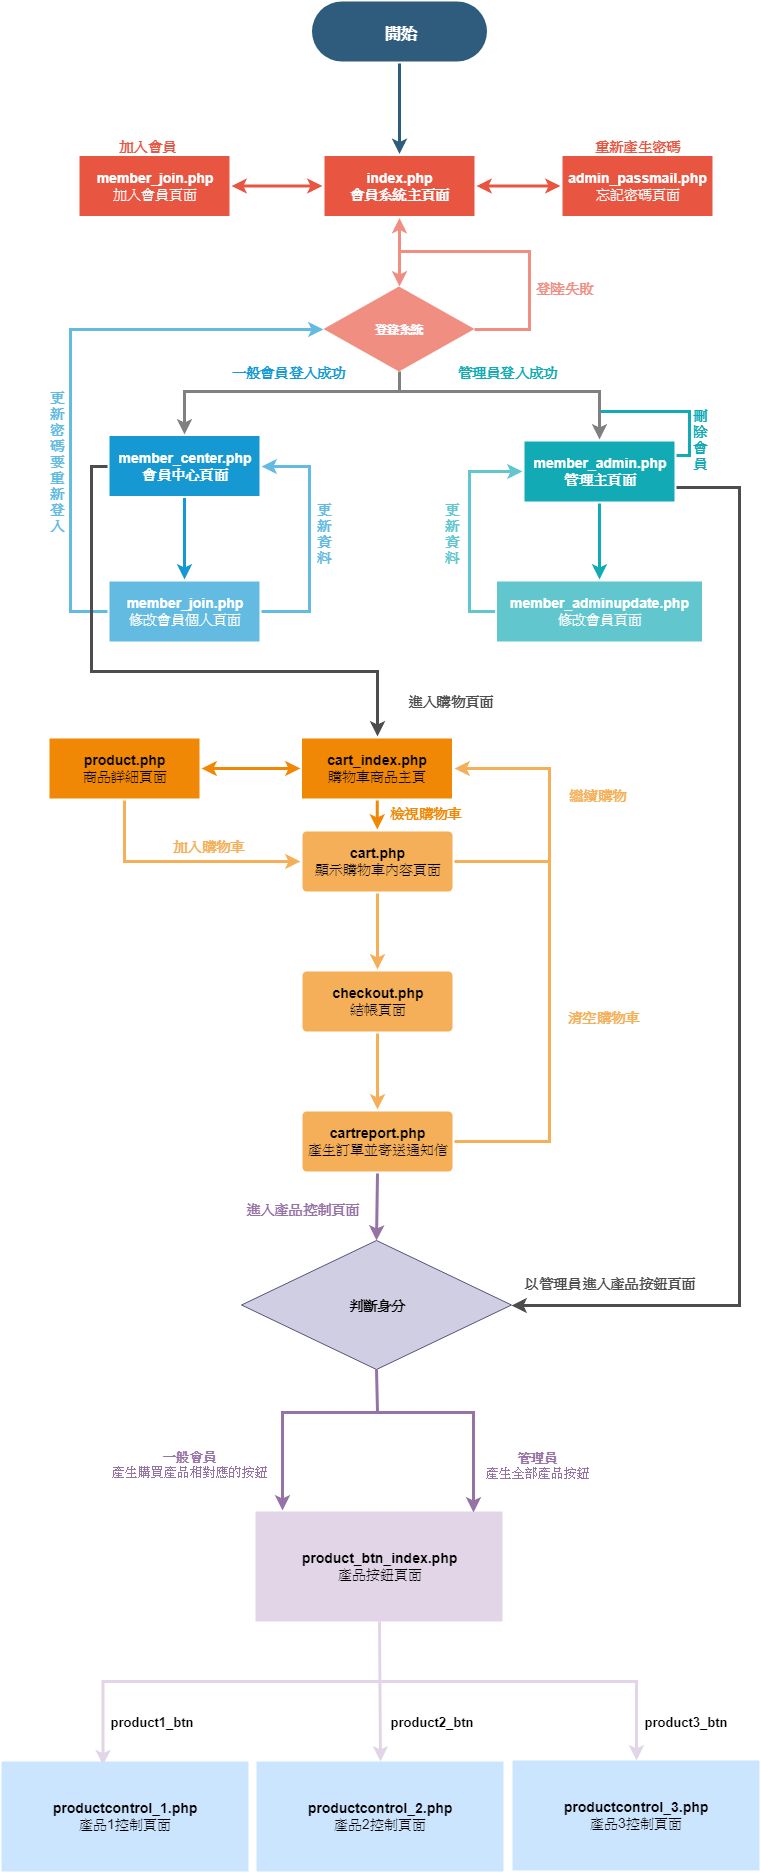 開始
加入會員
重新產生密碼
member_join.php
加入會員頁面
index.php
會員系統主頁面
admin_passmail.php
忘記密碼頁面
登陸失敗
登錄系統
一般會員登入成功
管理員登入成功
更新密碼要重新登入
刪除會員
member_center.php
會員中心頁面
member_admin.php
管理主頁面
更新資料
更新資料
member_join.php
修改會員個人頁面
member_adminupdate.php
修改會員頁面
進入購物頁面
product.php
商品詳細頁面
cart_index.php
購物車商品主頁
繼續購物
檢視購物車
加入購物車
cart.php
顯示購物車內容頁面
checkout.php
結帳頁面
清空購物車
cartreport.php
產生訂單並寄送通知信
進入產品控制頁面
以管理員進入產品按鈕頁面
判斷身分
一般會員
產生購買產品相對應的按鈕
管理員
產生全部產品按鈕
product_btn_index.php
產品按鈕頁面
product1_btn
product2_btn
product3_btn
productcontrol_1.php
產品1控制頁面
productcontrol_2.php
產品2控制頁面
productcontrol_3.php
產品3控制頁面